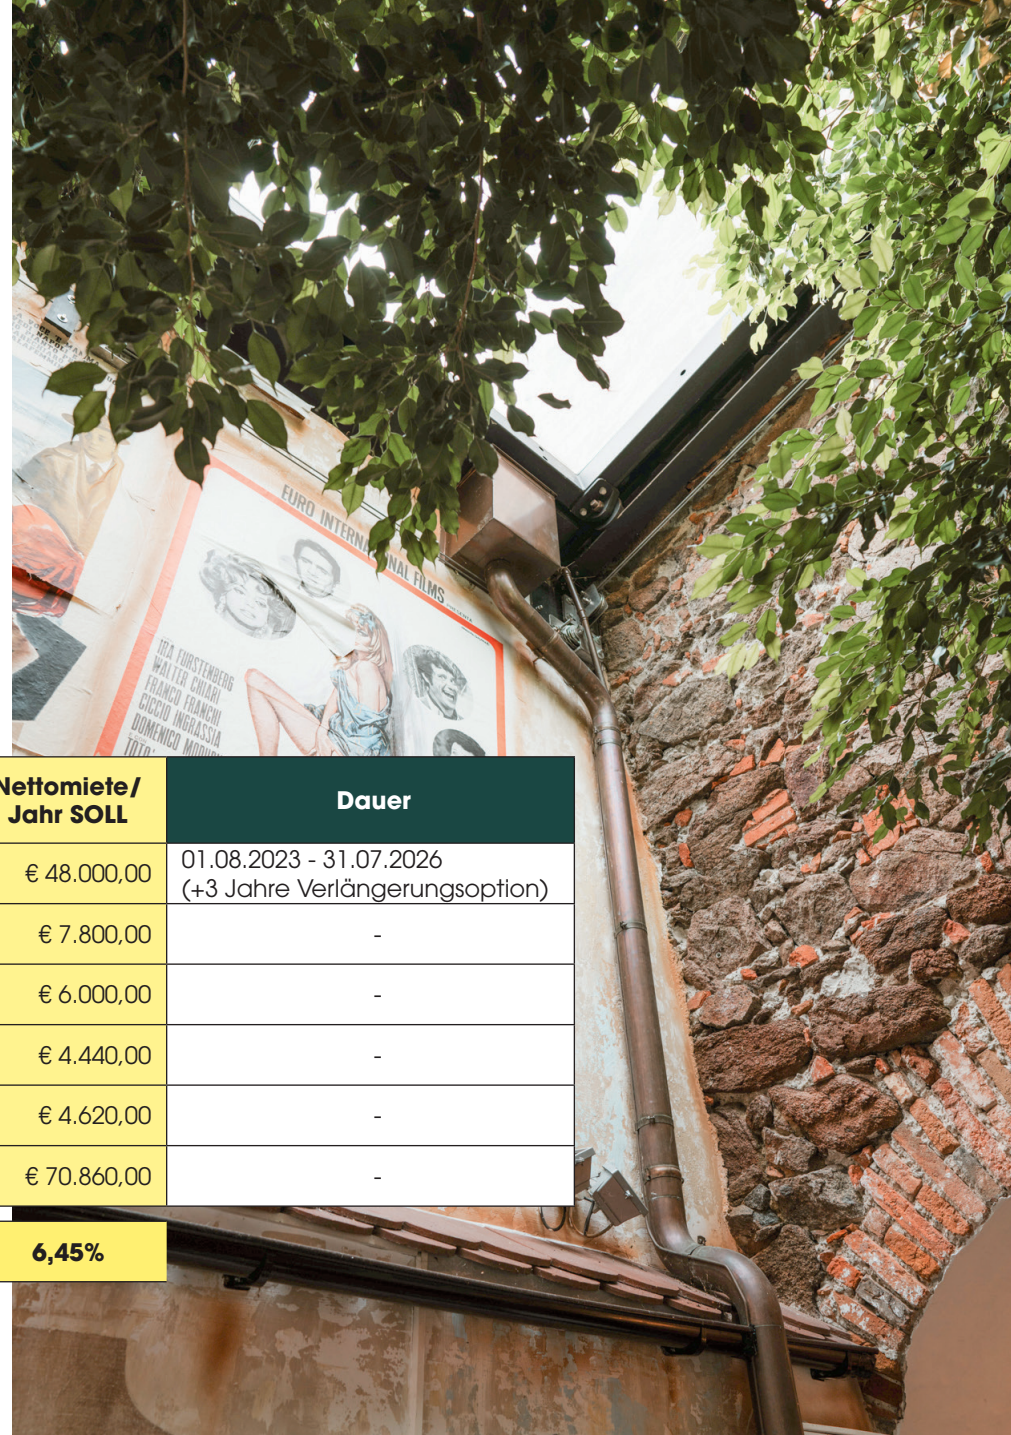 EURO INTERNATIONAL FILMS
IRA FURSTENBERG
WALTER CHIARI
FRANCO FRANCHI
CICCIO INGRASSIA
DOMENICO
TOTO'
Nettomiete/
Jahr SOLL
Dauer
€ 48.000,00
01.08.2023 - 31.07.2026
(+3 Jahre Verlängerungsoption)
€ 7.800,00
-
€ 6.000,00
-
€ 4.440,00
-
€ 4.620,00
-
€ 70.860,00
-
6,45%